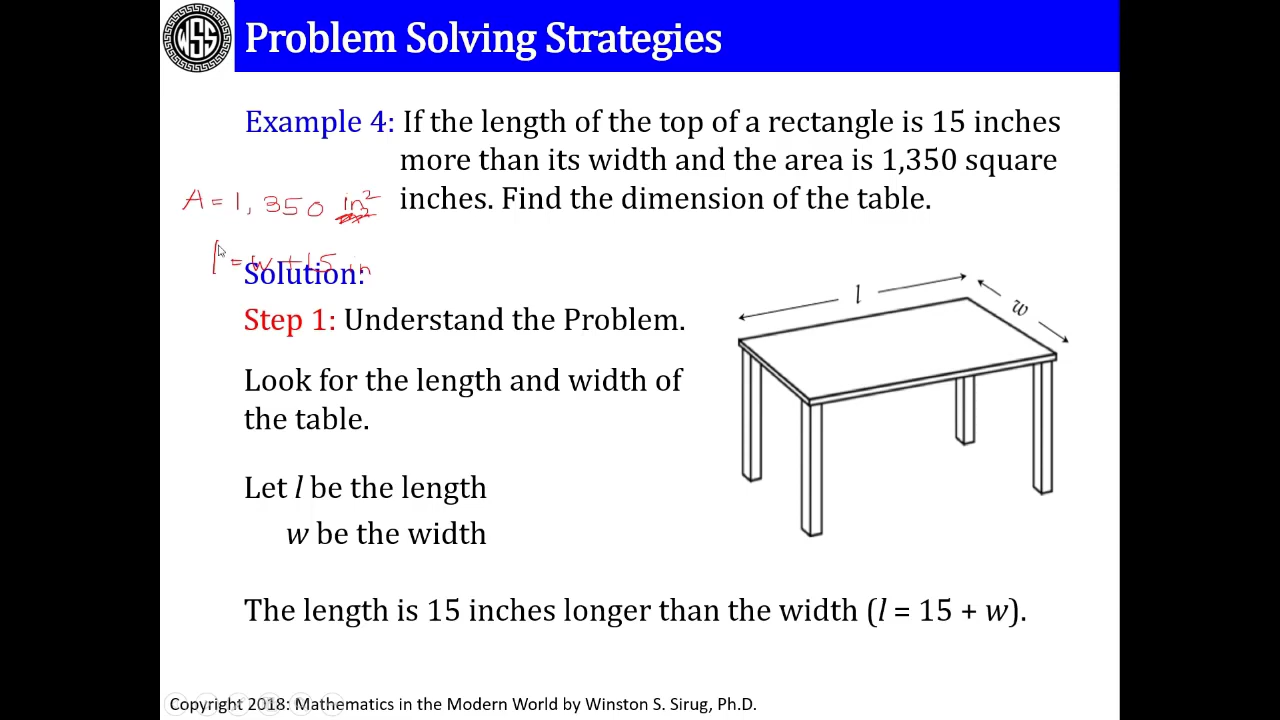 WSS
Problem Solving Strategies
Example 4: If the length of the top of a rectangle is 15 inches
more than its width and the area is 1,350 square
inches. Find the dimension of the table.
A = 1,350 in²
l = w + 15 in
Solution:
Step 1: Understand the Problem.
l
w
Look for the length and width of
the table.
Let l be the length
w be the width
The length is 15 inches longer than the width (l = 15 + w).
Copyright 2018: Mathematics in the Modern World by Winston S. Sirug, Ph.D.